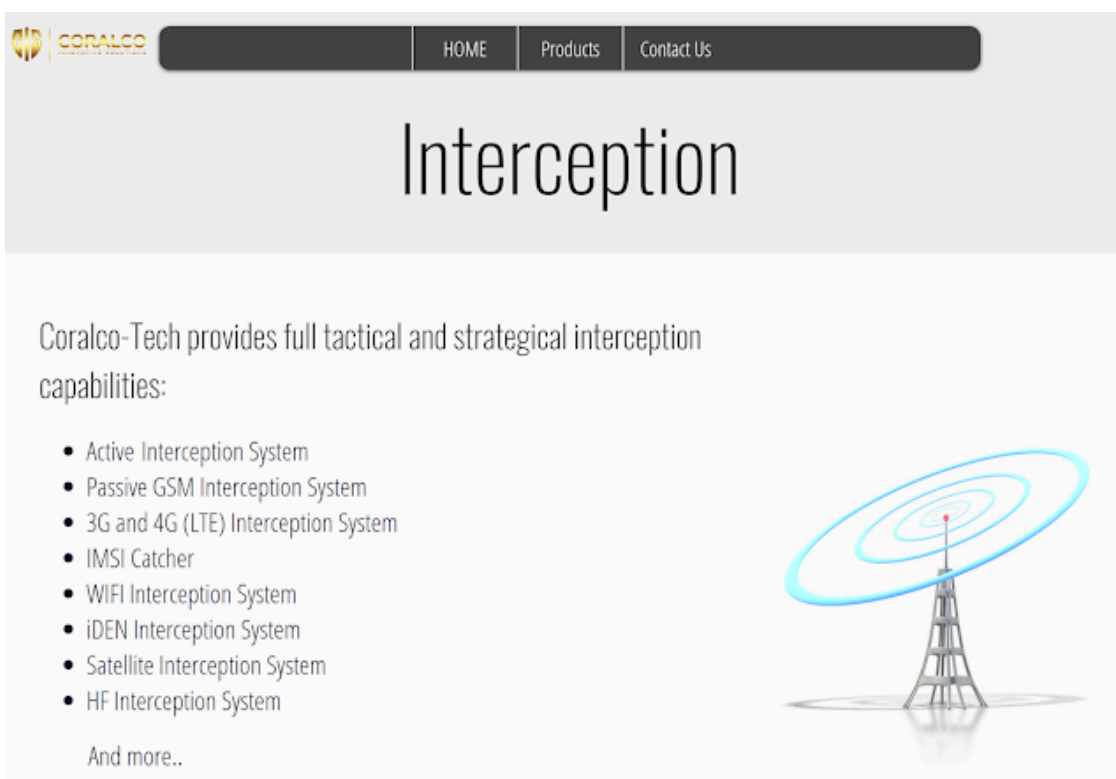 CORALCO
HOME
Products
Contact Us
Interception
Coralco-Tech provides full tactical and strategical interception
capabilities:
• Active Interception System
• Passive GSM Interception System
• 3G and 4G (LTE) Interception System
• IMSI Catcher
• WIFI Interception System
• iDEN Interception System
• Satellite Interception System
• HF Interception System
And more..